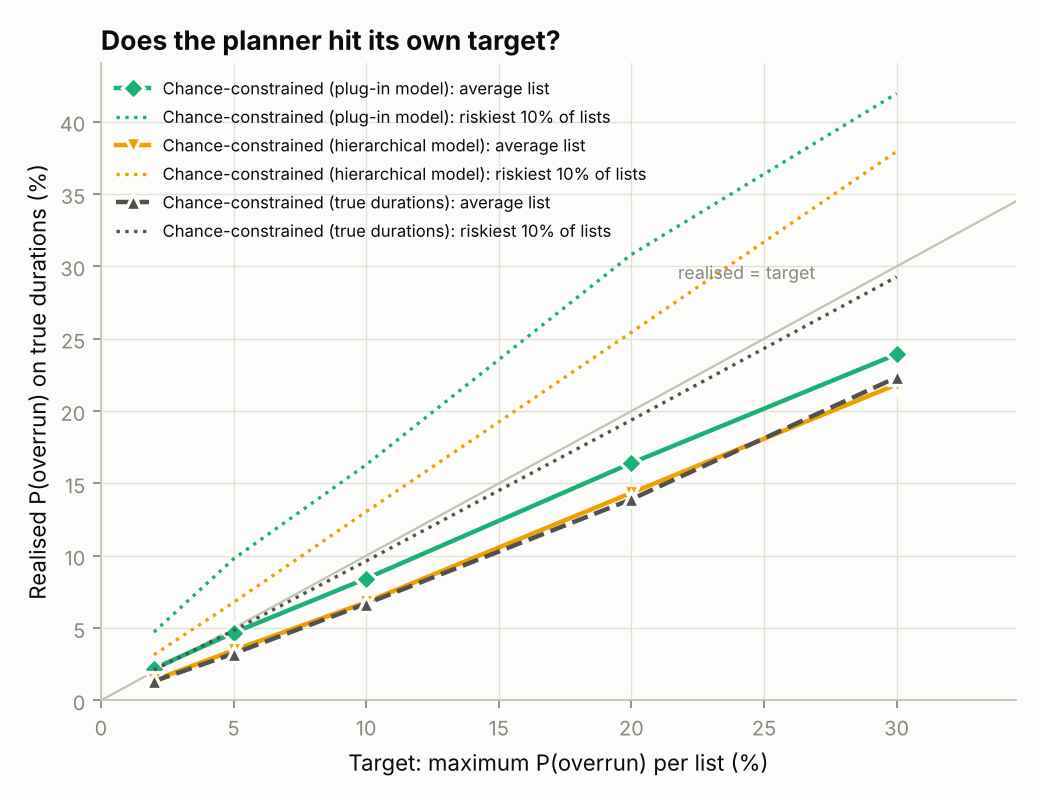 Does the planner hit its own target?
Chance-constrained (plug-in model): average list
Chance-constrained (plug-in model): riskiest 10% of lists
Chance-constrained (hierarchical model): average list
Chance-constrained (hierarchical model): riskiest 10% of lists
Chance-constrained (true durations): average list
Chance-constrained (true durations): riskiest 10% of lists
realised = target
Realised P(overrun) on true durations (%)
40
35
30
25
20
15
10
5
0
0
5
10
15
20
25
30
Target: maximum P(overrun) per list (%)